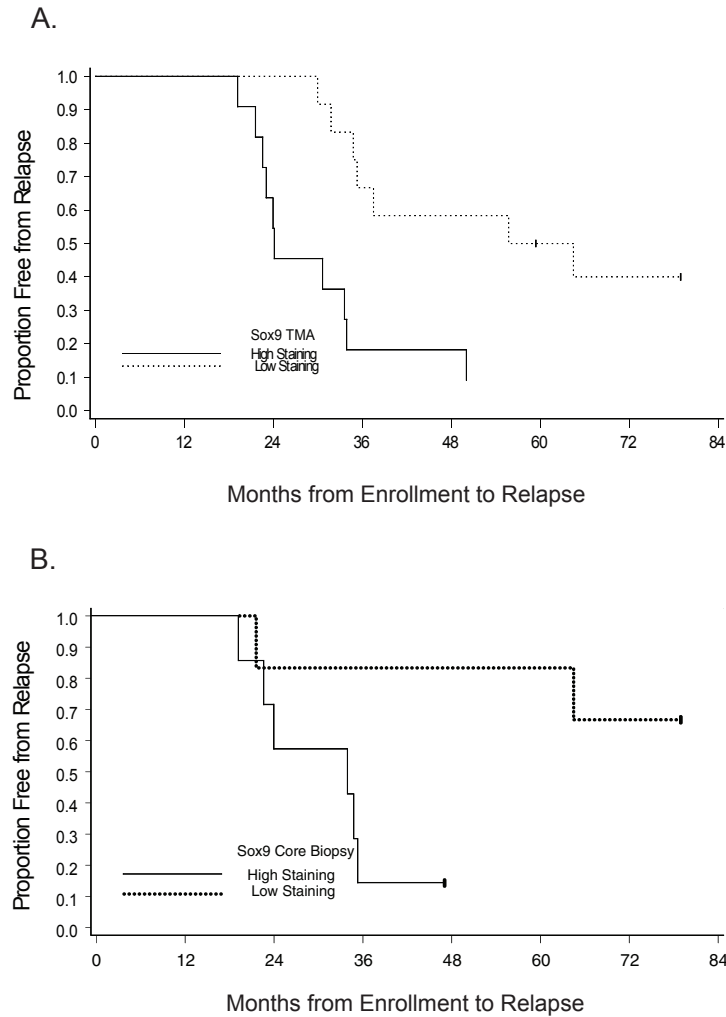 A.
Proportion Free from Relapse
1.0
0.9
0.8
0.7
0.6
0.5
0.4
0.3
0.2
0.1
0.0
Sox9 TMA
High Staining
Low Staining
0 12 24 36 48 60 72 84
Months from Enrollment to Relapse
B.
Proportion Free from Relapse
1.0
0.9
0.8
0.7
0.6
0.5
0.4
0.3
0.2
0.1
0.0
Sox9 Core Biopsy
High Staining
Low Staining
0 12 24 36 48 60 72 84
Months from Enrollment to Relapse